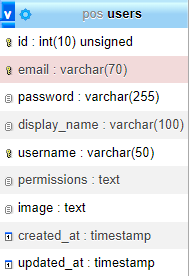 v pos users
id : int(10) unsigned
email : varchar(70)
password : varchar(255)
display_name : varchar(100)
username : varchar(50)
permissions : text
image : text
created_at : timestamp
updated_at : timestamp